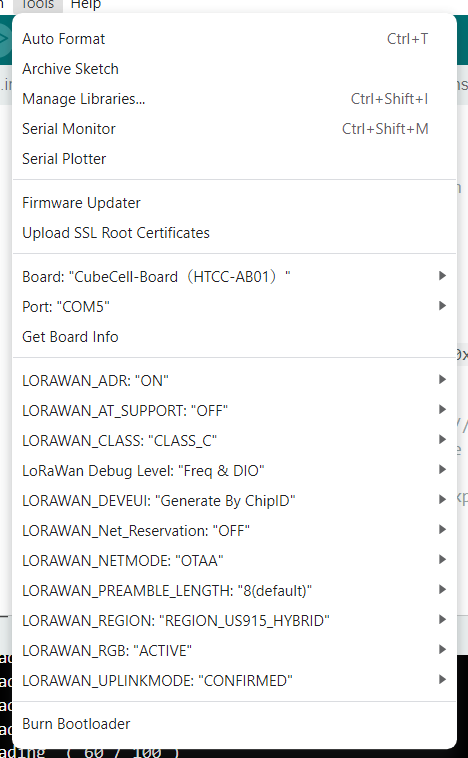 Tools Help
Auto Format Ctrl+T
Archive Sketch
Manage Libraries... Ctrl+Shift+I
Serial Monitor Ctrl+Shift+M
Serial Plotter
Firmware Updater
Upload SSL Root Certificates
Board: "CubeCell-Board（HTCC-AB01）"
Port: "COM5"
Get Board Info
LORAWAN_ADR: "ON"
LORAWAN_AT_SUPPORT: "OFF"
LORAWAN_CLASS: "CLASS_C"
LoRaWan Debug Level: "Freq & DIO"
LORAWAN_DEVEUI: "Generate By ChipID"
LORAWAN_Net_Reservation: "OFF"
LORAWAN_NETMODE: "OTAA"
LORAWAN_PREAMBLE_LENGTH: "8(default)"
LORAWAN_REGION: "REGION_US915_HYBRID"
LORAWAN_RGB: "ACTIVE"
LORAWAN_UPLINKMODE: "CONFIRMED"
Burn Bootloader